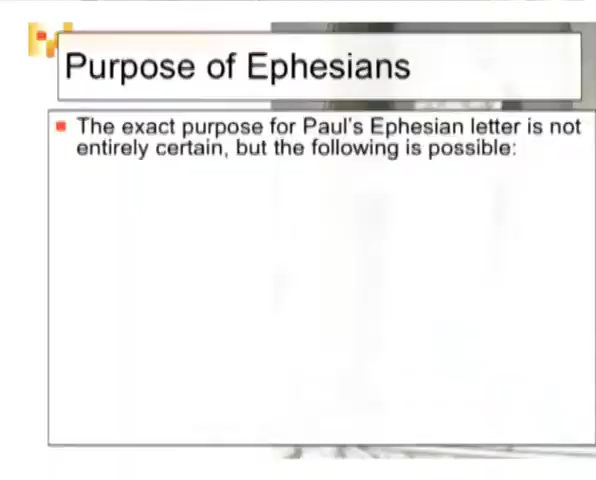 Purpose of Ephesians
The exact purpose for Paul's Ephesian letter is not
entirely certain, but the following is possible: